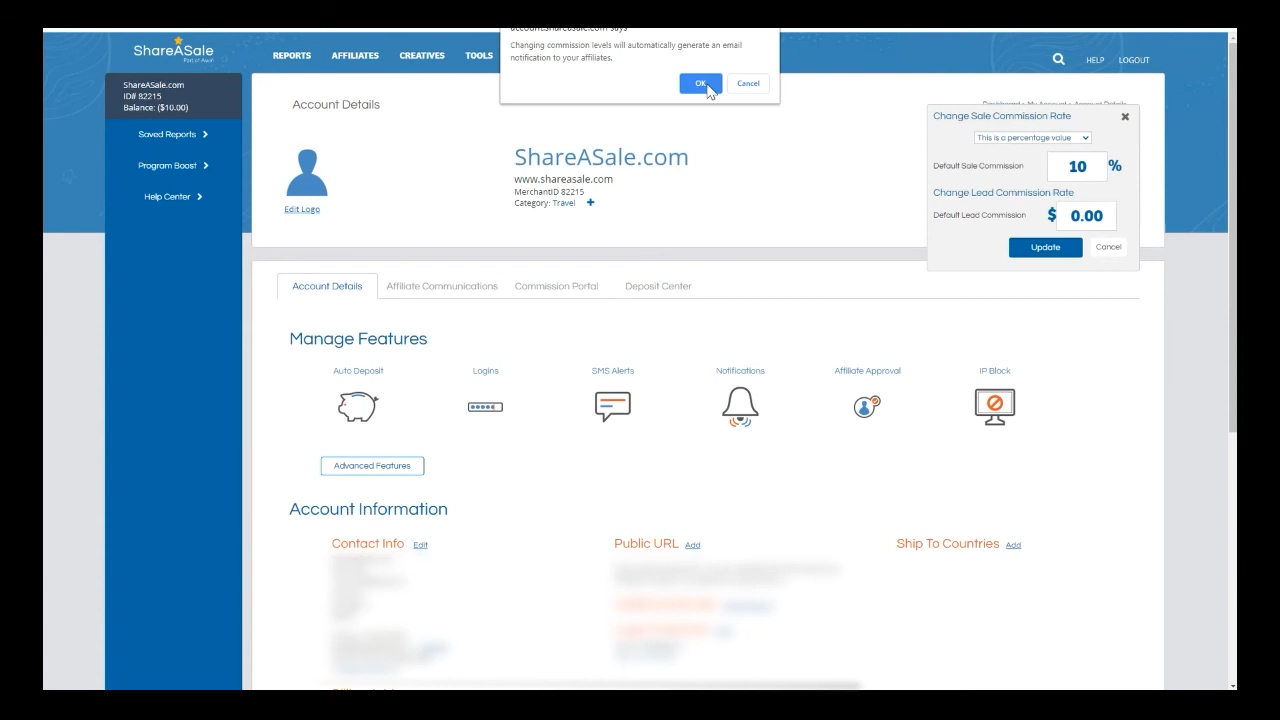 ShareASale
Part of Awin
REPORTS
AFFILIATES
CREATIVES
TOOLS
Changing commission levels will automatically generate an email
notification to your affiliates.
OK
Cancel
HELP
LOGOUT
ShareASale.com
ID# 82215
Balance: ($10.00)
Saved Reports
Program Boost
Help Center
Account Details
Edit Logo
ShareASale.com
www.shareasale.com
MerchantID 82215
Category: Travel
Change Sale Commission Rate
This is a percentage value
Default Sale Commission 10 %
Change Lead Commission Rate
Default Lead Commission $ 0.00
Update
Cancel
Account Details
Affiliate Communications
Commission Portal
Deposit Center
Manage Features
Auto Deposit
Logins
SMS Alerts
Notifications
Affiliate Approval
IP Block
Advanced Features
Account Information
Contact Info Edit
Public URL Add
Ship To Countries Add